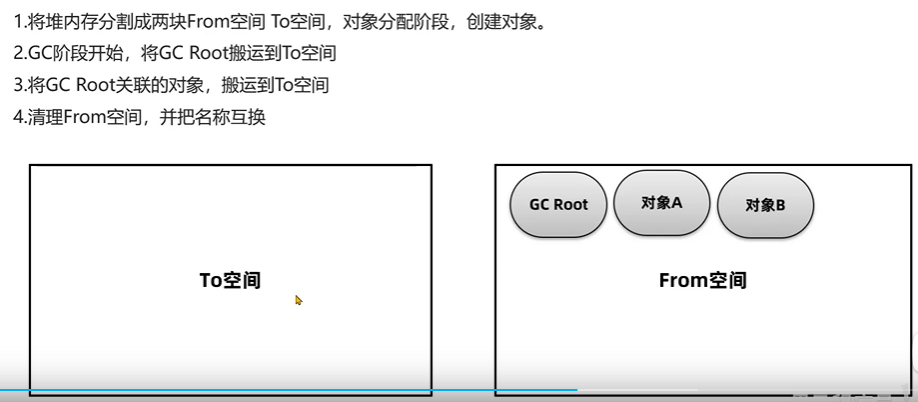 1.将堆内存分割成两块From空间 To空间，对象分配阶段，创建对象。
2.GC阶段开始，将GC Root搬运到To空间
3.将GC Root关联的对象，搬运到To空间
4.清理From空间，并把名称互换
GC Root
对象A
对象B
To空间
From空间